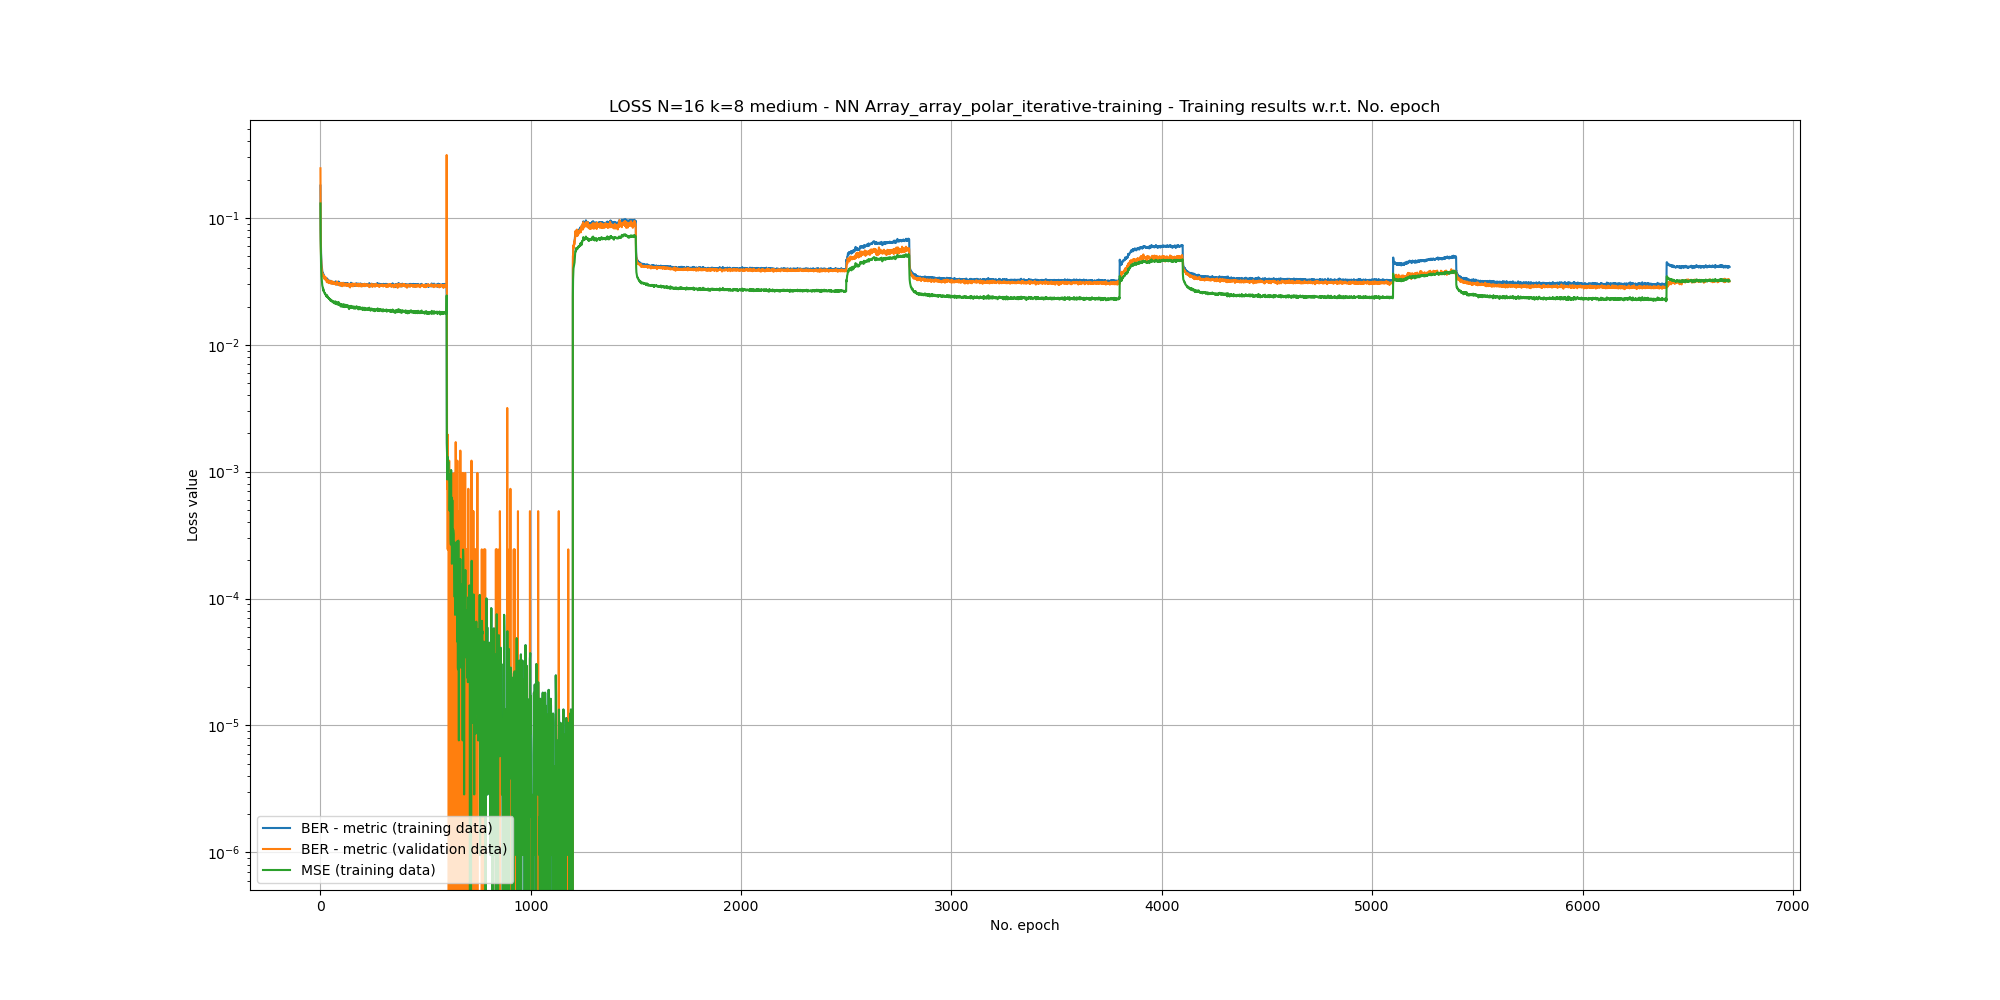 LOSS N=16 k=8 medium - NN Array_array_polar_iterative-training - Training results w.r.t. No. epoch
Loss value
10⁻¹
10⁻²
10⁻³
10⁻⁴
10⁻⁵
10⁻⁶
BER - metric (training data)
BER - metric (validation data)
MSE (training data)
0 1000 2000 3000 4000 5000 6000 7000
No. epoch